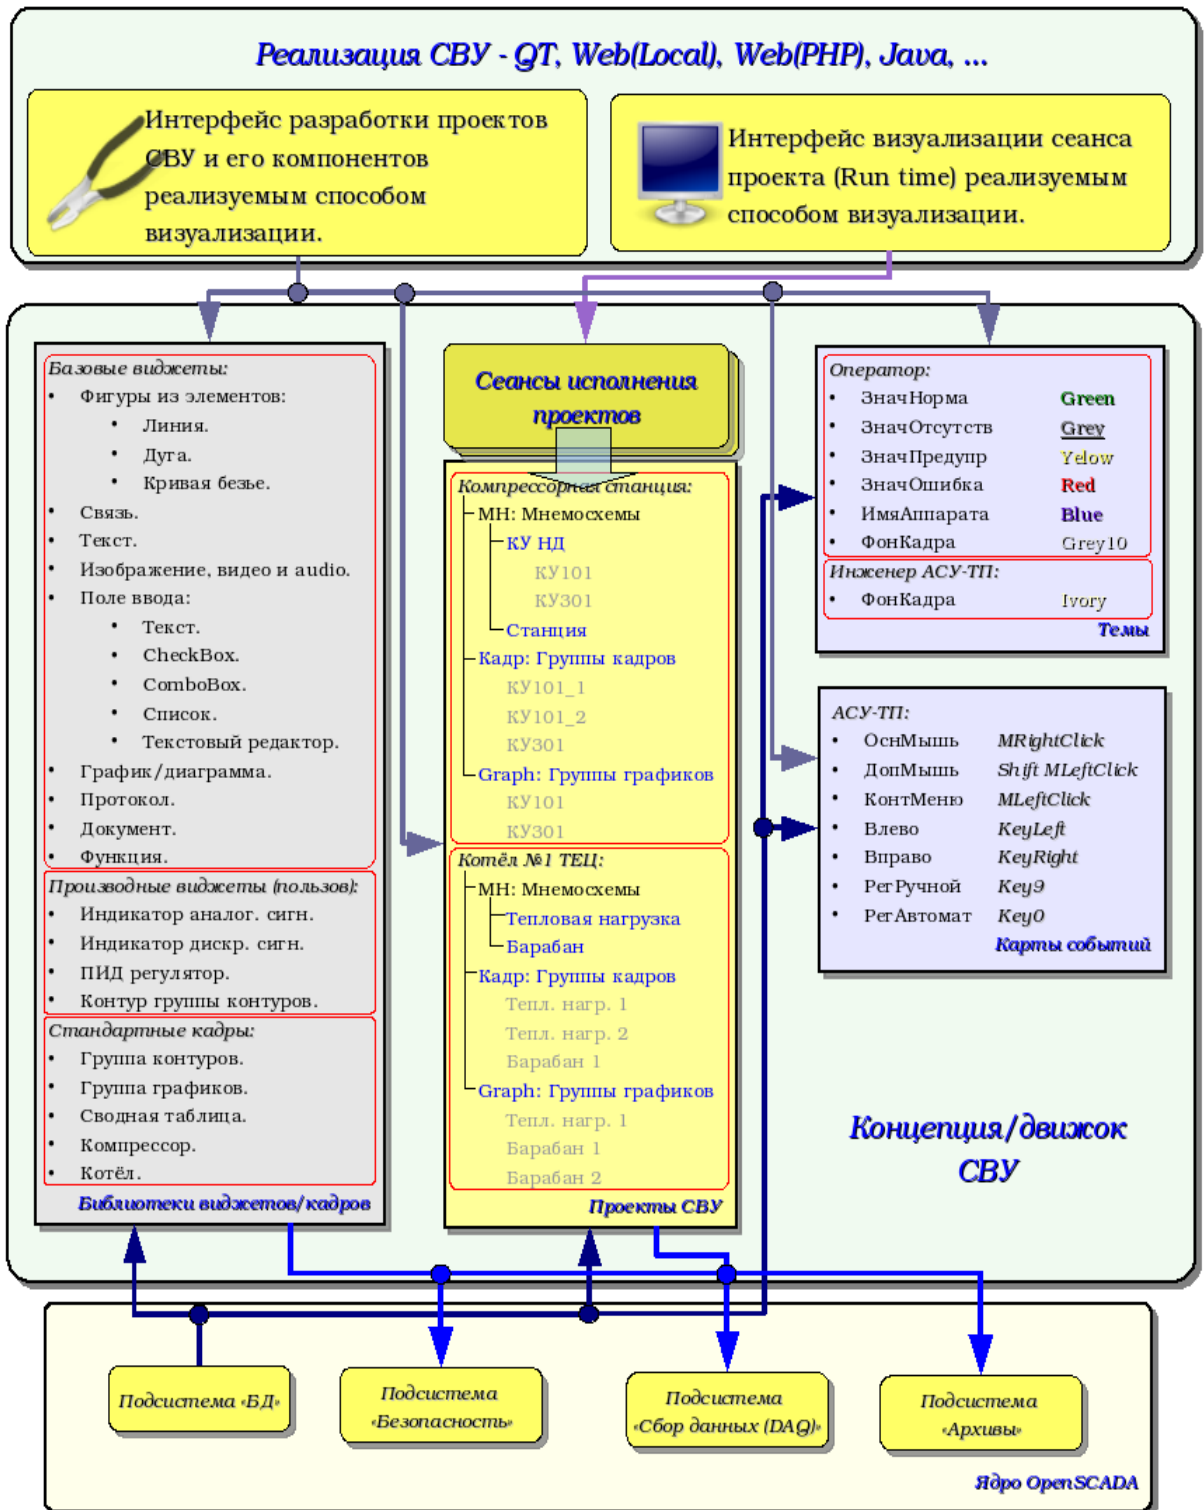 Реализация СВУ - QT, Web(Local), Web(PHP), Java, ...
Интерфейс разработки проектов
СВУ и его компонентов
реализуемым способом
визуализации.
Интерфейс визуализации сеанса
проекта (Run time) реализуемым
способом визуализации.
Базовые виджеты:
• Фигуры из элементов:
• Линия.
• Дуга.
• Кривая безье.
• Связь.
• Текст.
• Изображение, видео и audio.
• Поле ввода:
• Текст.
• CheckBox.
• ComboBox.
• Список.
• Текстовый редактор.
• График/диаграмма.
• Протокол.
• Документ.
• Функция.
Производные виджеты (пользов):
• Индикатор аналог. сигн.
• Индикатор дискр. сигн.
• ПИД регулятор.
• Контур группы контуров.
Стандартные кадры:
• Группа контуров.
• Группа графиков.
• Сводная таблица.
• Компрессор.
• Котёл.
Библиотеки виджетов/кадров
Сеансы исполнения
проектов
Компрессорная станция:
МН: Мнемосхемы
КУ НД
КУ101
КУ301
Станция
Кадр: Группы кадров
КУ101_1
КУ101_2
КУ301
Graph: Группы графиков
КУ101
КУ301
Котёл №1 ТЕЦ:
МН: Мнемосхемы
Тепловая нагрузка
Барабан
Кадр: Группы кадров
Тепл. нагр. 1
Тепл. нагр. 2
Барабан 1
Graph: Группы графиков
Тепл. нагр. 1
Барабан 1
Барабан 2
Проекты СВУ
Оператор:
• ЗначНорма Green
• ЗначОтсутств Grey
• ЗначПредупр Yelow
• ЗначОшибка Red
• ИмяАппарата Blue
• ФонКадра Grey10
Инженер АСУ-ТП:
• ФонКадра Ivory
Темы
АСУ-ТП:
• ОснМышь MRightClick
• ДопМышь Shift MLeftClick
• КонтМеню MLeftClick
• Влево KeyLeft
• Вправо KeyRight
• РегРучной Key9
• РегАвтомат Key0
Карты событий
Концепция/движок
СВУ
Подсистема «БД»
Подсистема
«Безопасность»
Подсистема
«Сбор данных (DAQ)»
Подсистема
«Архивы»
Ядро OpenSCADA